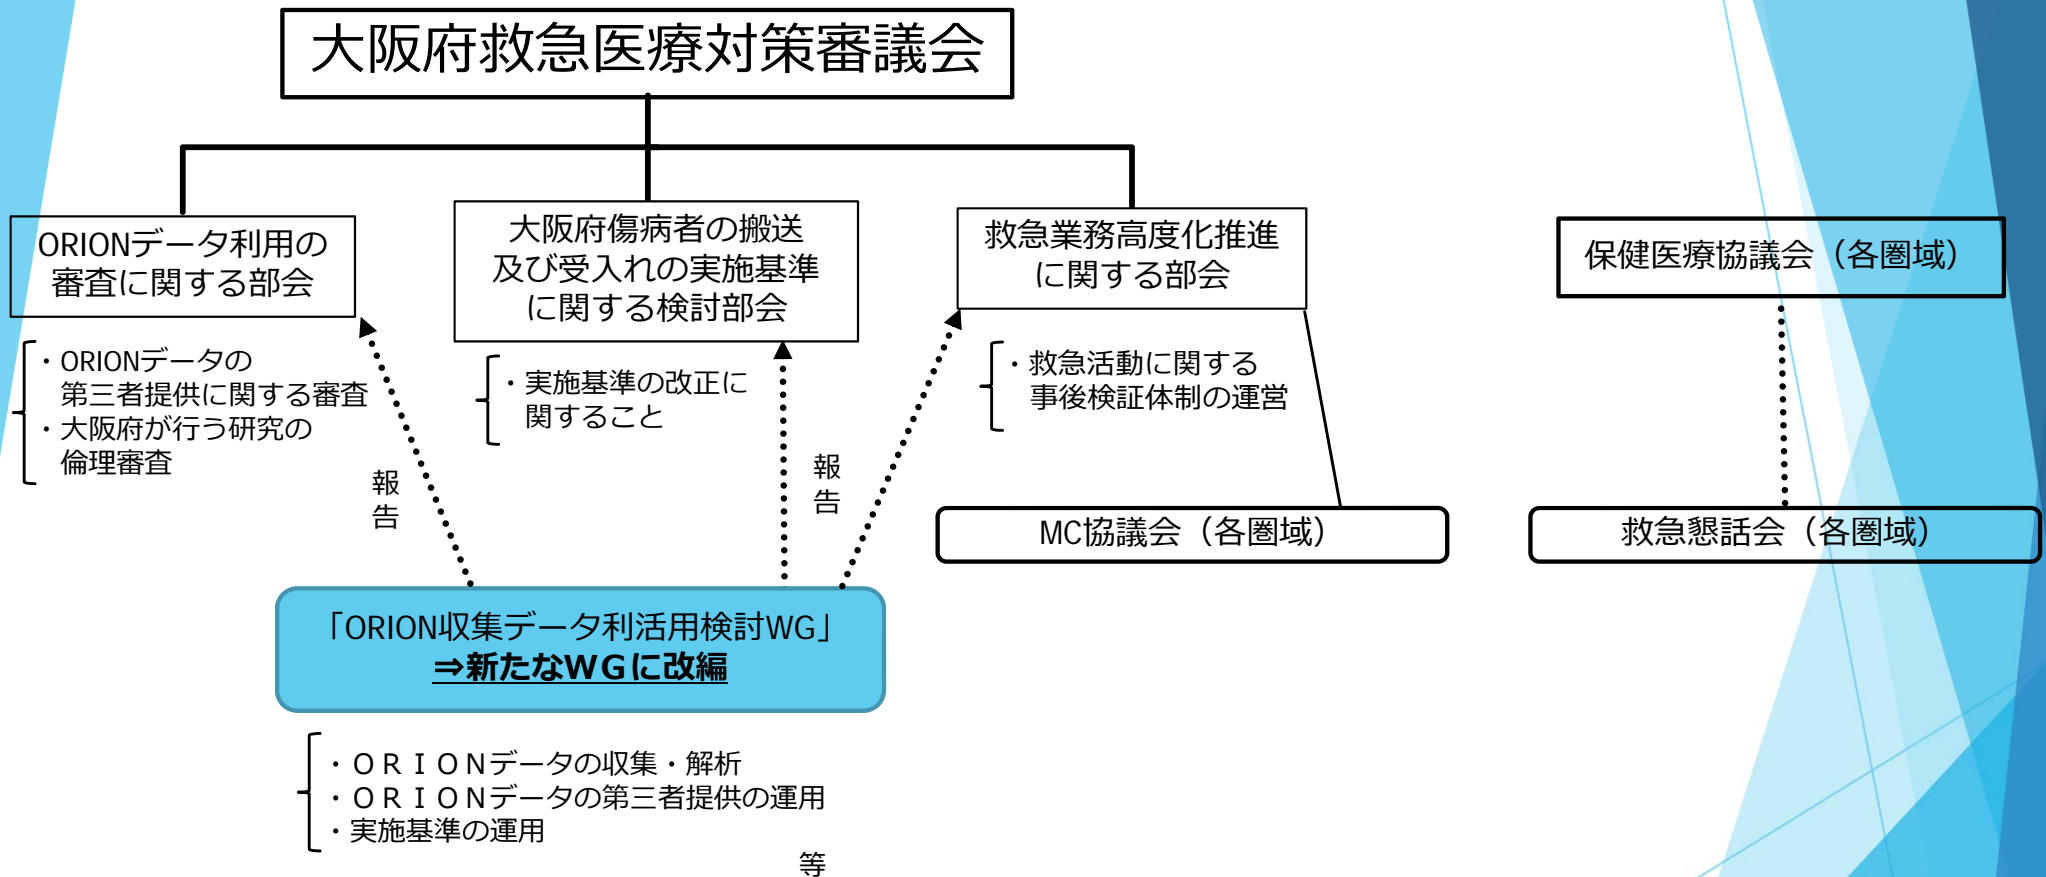 大阪府救急医療対策審議会
ORIONデータ利用の
審査に関する部会
・ORIONデータの
第三者提供に関する審査
・大阪府が行う研究の
倫理審査
大阪府傷病者の搬送
及び受入れの実施基準
に関する検討部会
・実施基準の改正に
関すること
救急業務高度化推進
に関する部会
・救急活動に関する
事後検証体制の運営
保健医療協議会（各圏域）
報告
報告
MC協議会（各圏域）
救急懇話会（各圏域）
「ORION収集データ利活用検討WG」
⇒新たなＷＧに改編
・ＯＲＩＯＮデータの収集・解析
・ＯＲＩＯＮデータの第三者提供の運用
・実施基準の運用
等